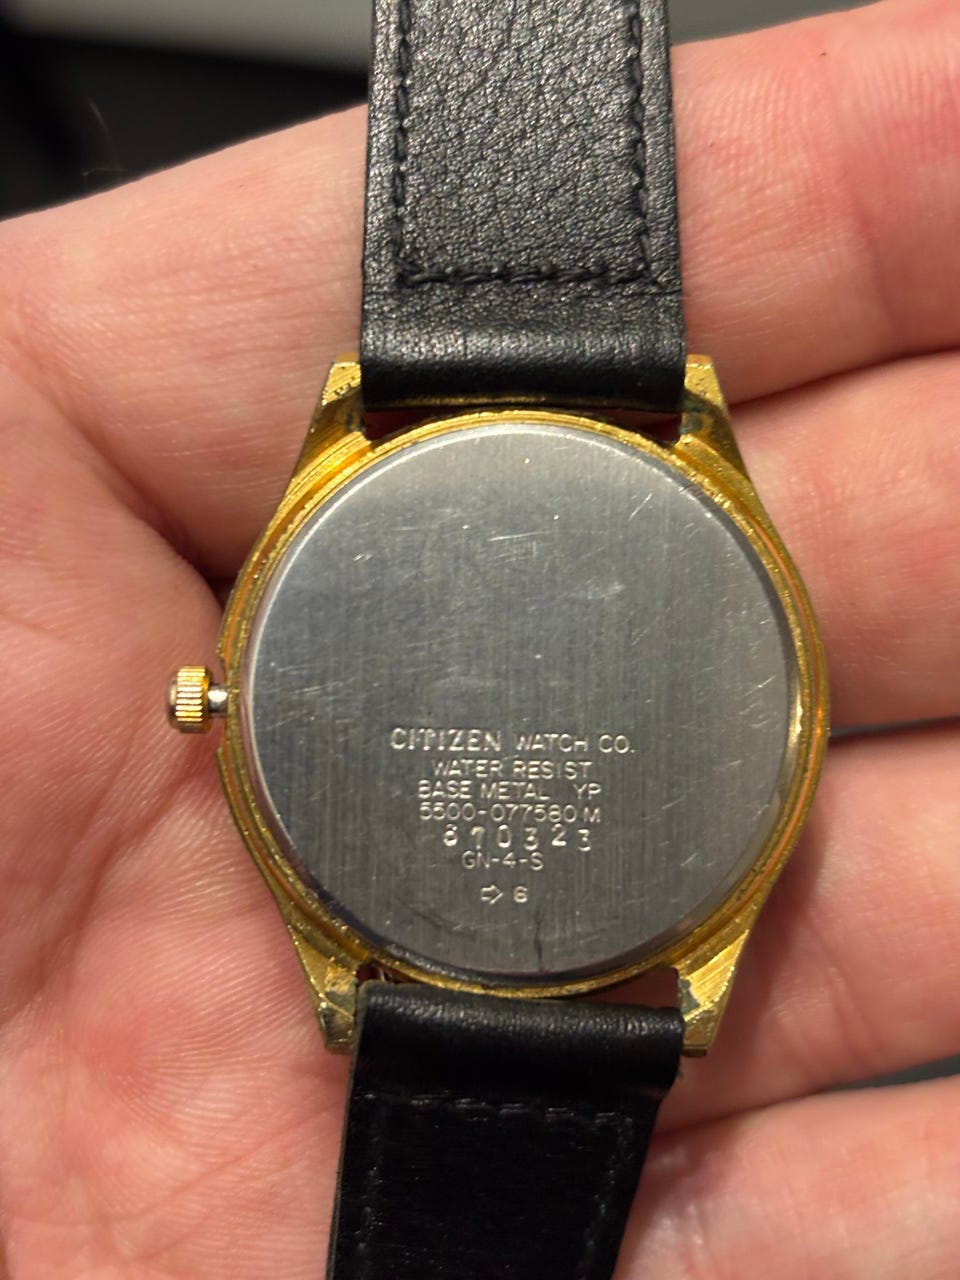 CITIZEN WATCH CO.
WATER RESIST
BASE METAL YP
5500-077580 M
870323
GN-4-S
⇨ 6